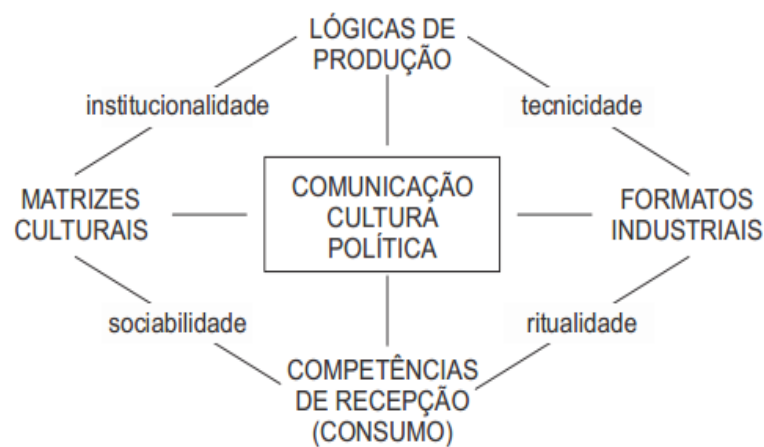 LÓGICAS DE
PRODUÇÃO
institucionalidade
tecnicidade
MATRIZES
CULTURAIS
COMUNICAÇÃO
CULTURA
POLÍTICA
FORMATOS
INDUSTRIAIS
sociabilidade
ritualidade
COMPETÊNCIAS
DE RECEPÇÃO
(CONSUMO)